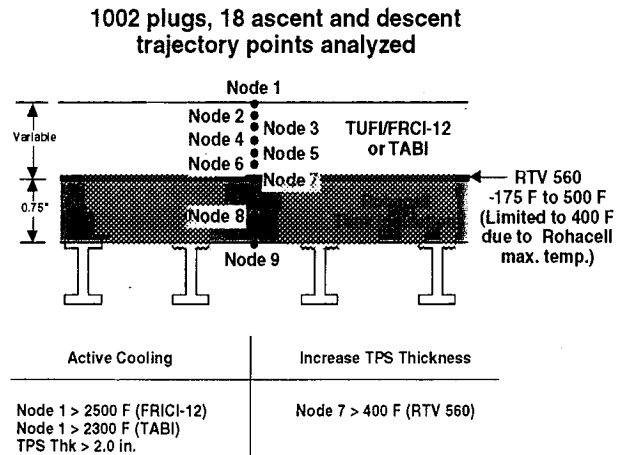 1002 plugs, 18 ascent and descent
trajectory points analyzed
Node 1
Node 2
Node 3
Node 4
Node 5
Node 6
Node 7
Node 8
Node 9
TUFI/FRCI-12
or TABI
Variable
0.75"
RTV 560
-175 F to 500 F
(Limited to 400 F
due to Rohacell
max. temp.)
Active Cooling
Increase TPS Thickness
Node 1 > 2500 F (FRICI-12)
Node 1 > 2300 F (TABI)
TPS Thk > 2.0 in.
Node 7 > 400 F (RTV 560)